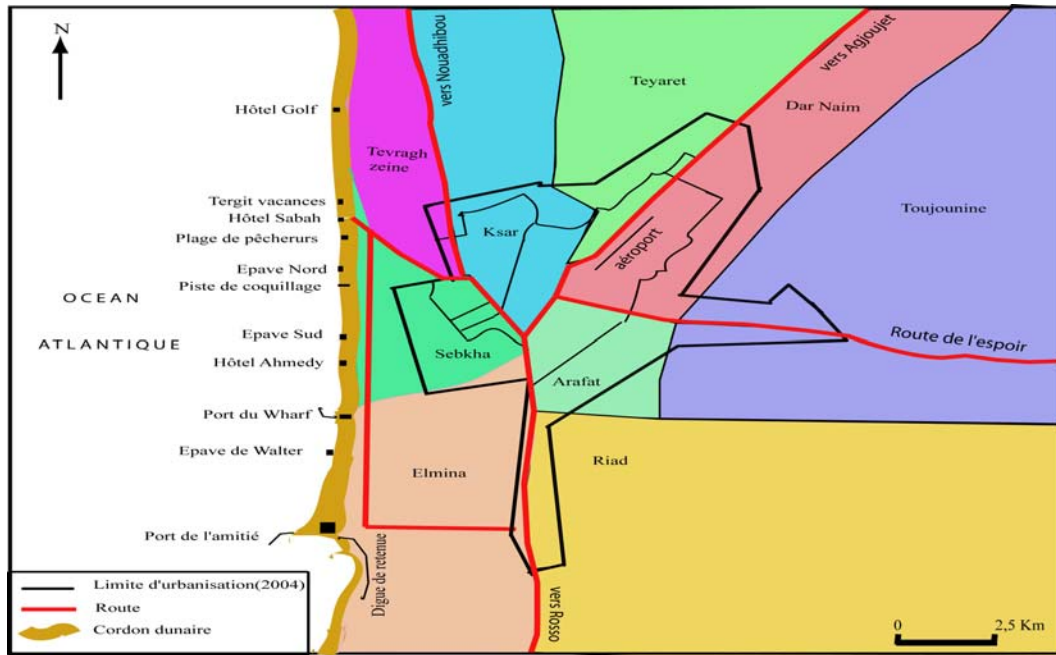 N
Hôtel Golf
Tergit vacances
Hôtel Sabah
Plage de pêcherurs
Epave Nord
Piste de coquillage
OCEAN
ATLANTIQUE
Epave Sud
Hôtel Ahmedy
Port du Wharf
Epave de Walter
Port de l'amitié
Digue de retenue
Tevragh
zeine
vers Nouadhibou
Ksar
Teyaret
vers Agjoujet
Dar Naim
Toujounine
aéroport
Sebkha
Arafat
Route de l'espoir
Elmina
Riad
vers Rosso
Limite d'urbanisation(2004)
Route
Cordon dunaire
0 2,5 Km